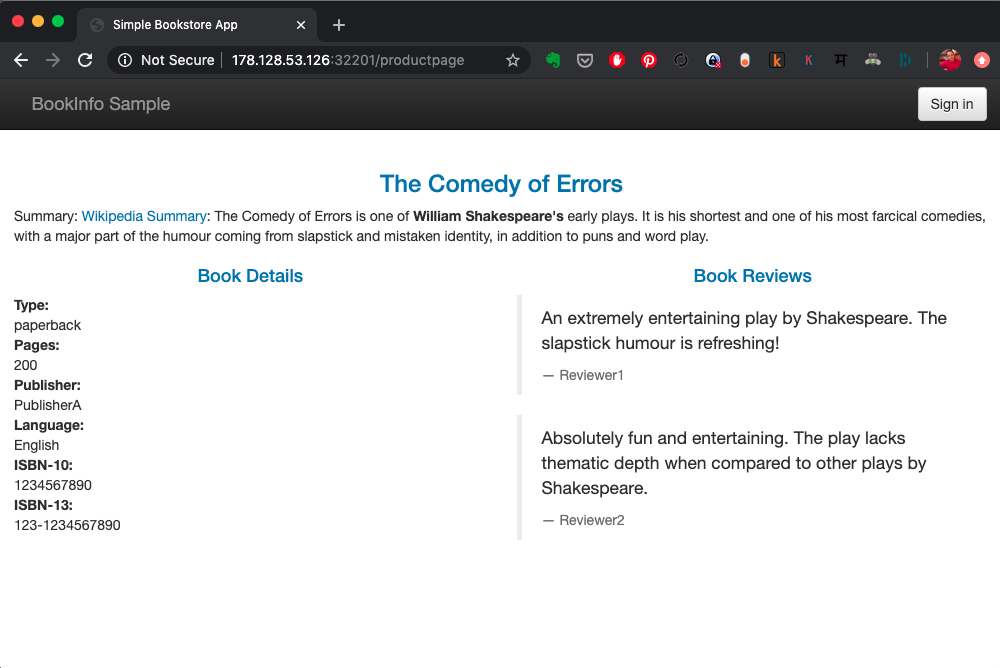 Simple Bookstore App
Not Secure 178.128.53.126:32201/productpage
BookInfo Sample
Sign in
The Comedy of Errors
Summary: Wikipedia Summary: The Comedy of Errors is one of William Shakespeare's early plays. It is his shortest and one of his most farcical comedies,
with a major part of the humour coming from slapstick and mistaken identity, in addition to puns and word play.
Book Details
Type:
paperback
Pages:
200
Publisher:
PublisherA
Language:
English
ISBN-10:
1234567890
ISBN-13:
123-1234567890
Book Reviews
An extremely entertaining play by Shakespeare. The
slapstick humour is refreshing!
— Reviewer1
Absolutely fun and entertaining. The play lacks
thematic depth when compared to other plays by
Shakespeare.
— Reviewer2